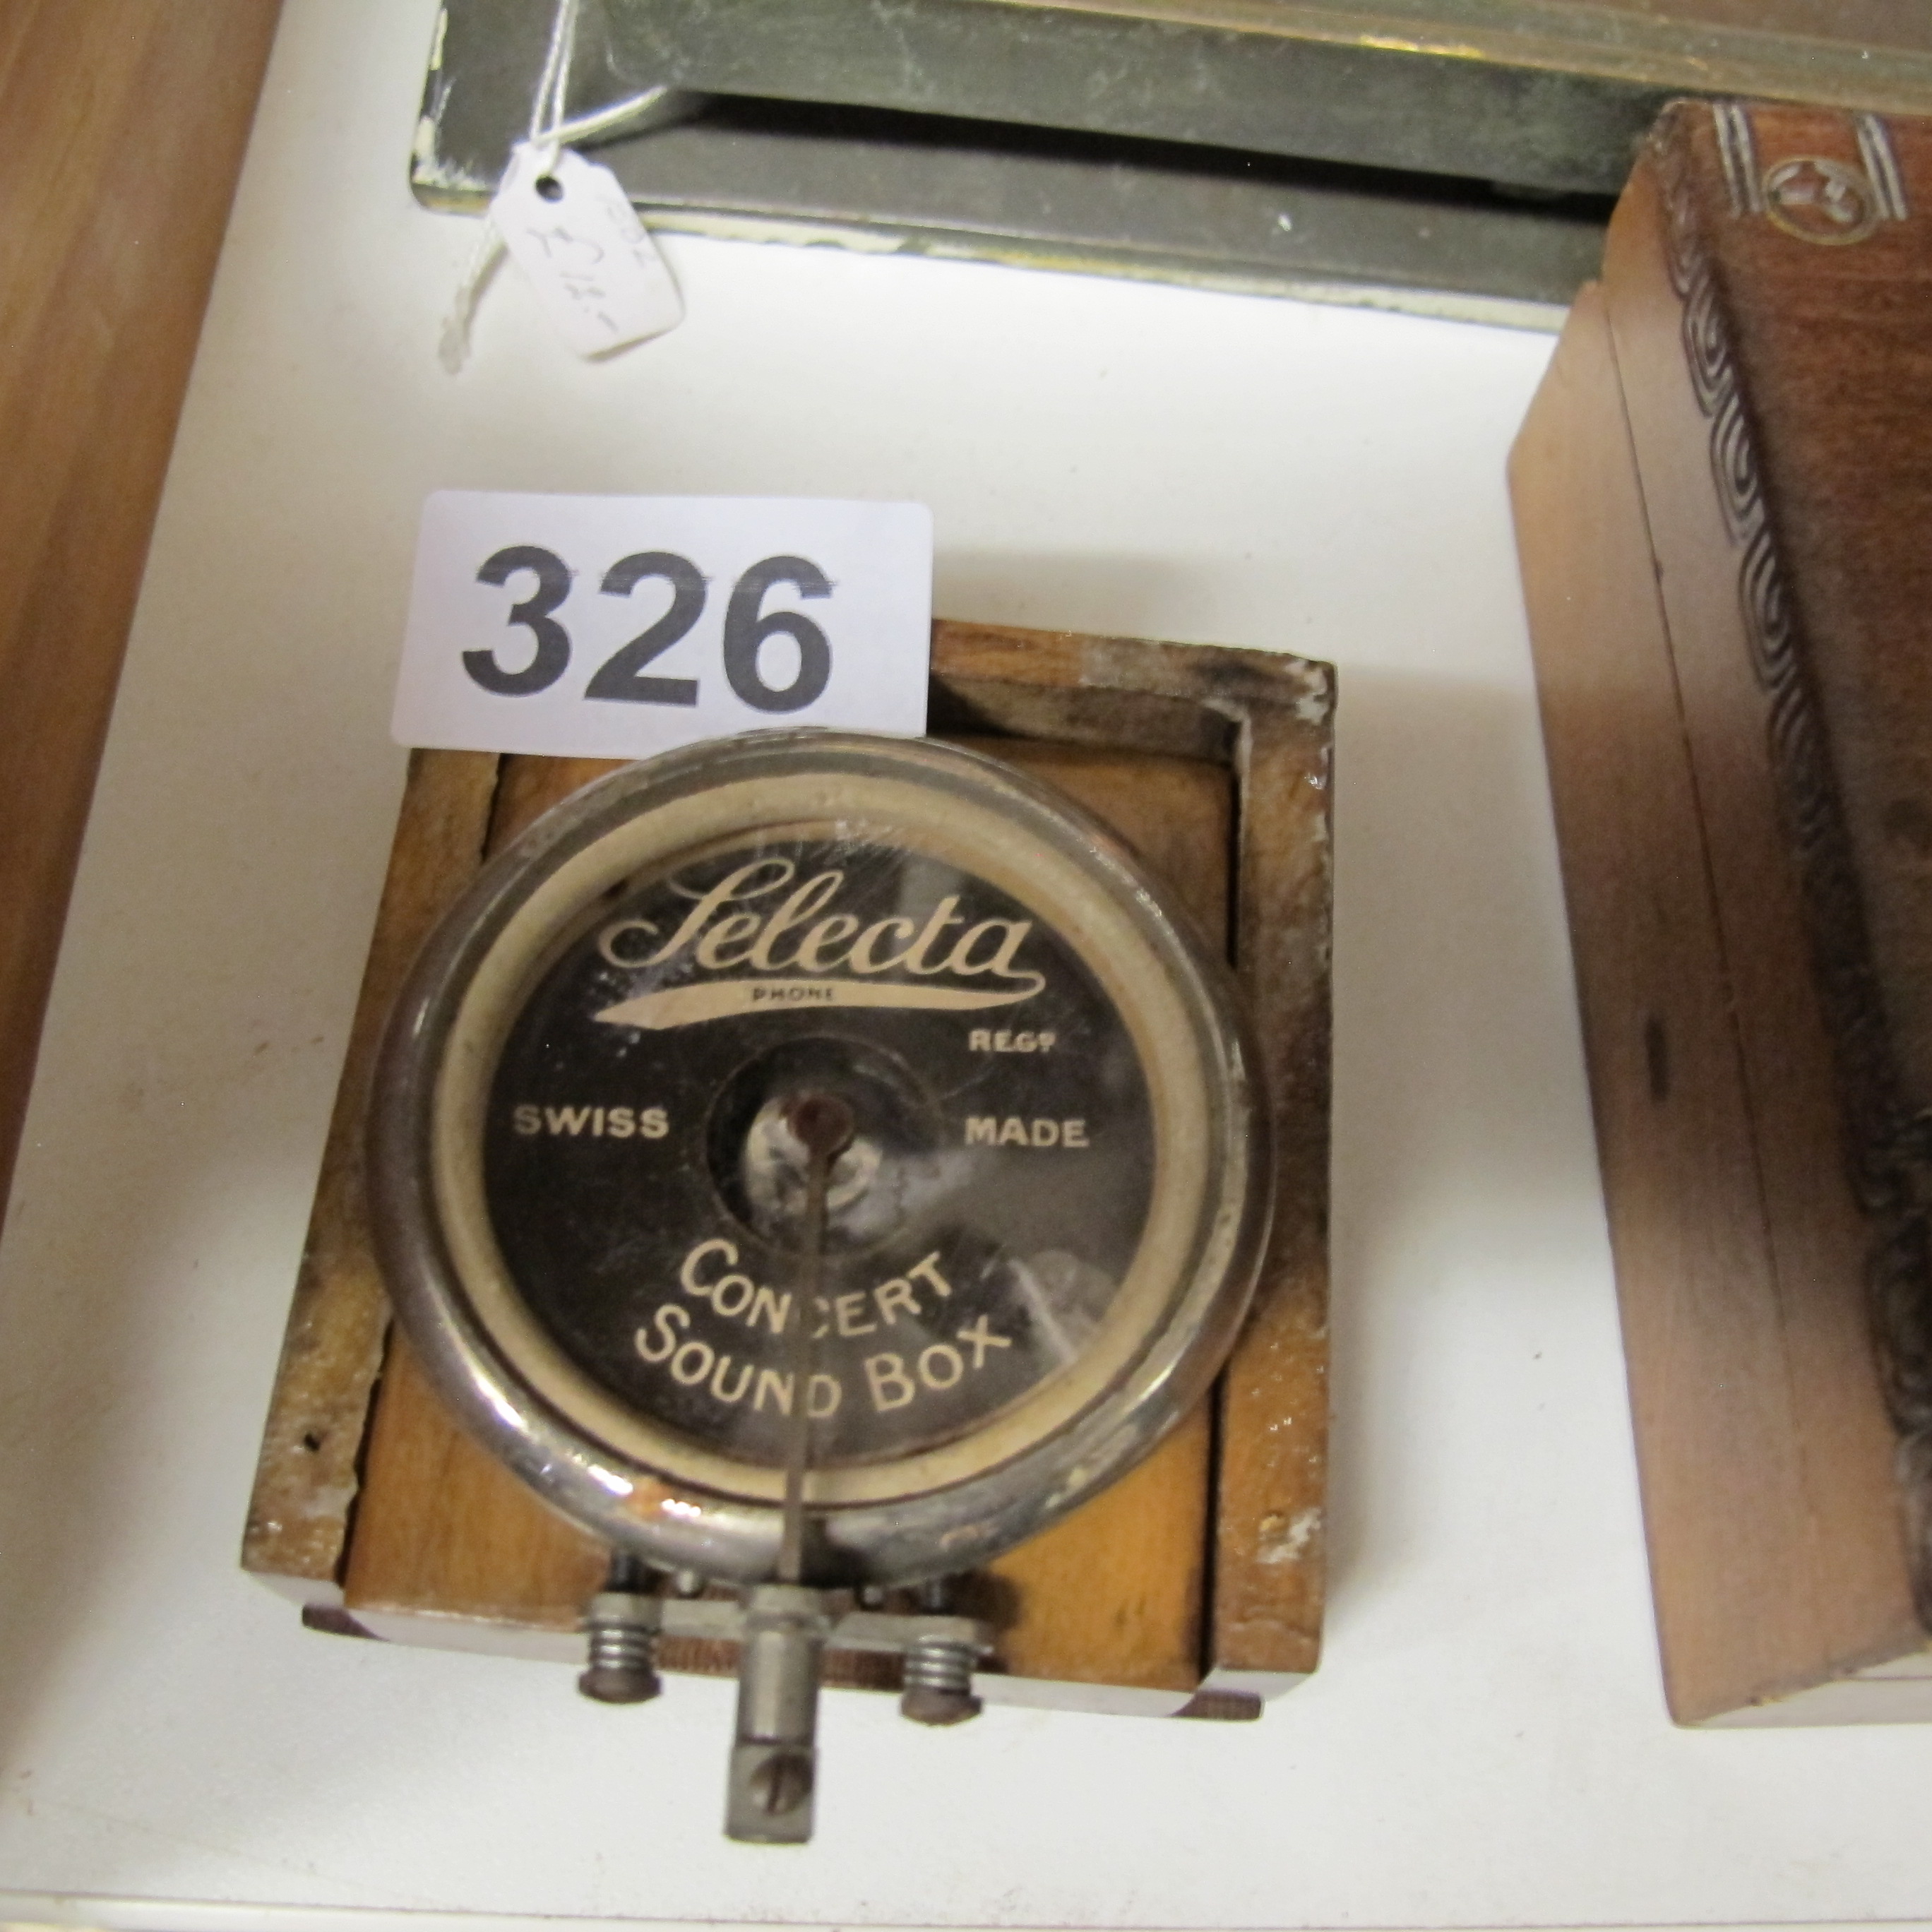 326
Selecta
PHONE
REGD
SWISS MADE
CONCERT
SOUND BOX